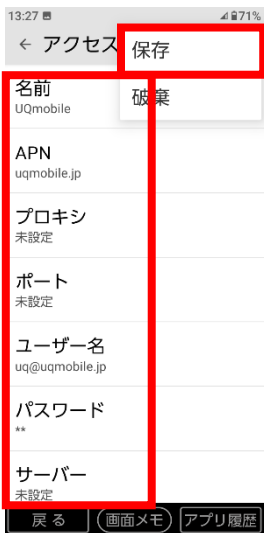 13:27 71%
← アクセス
保存
破棄
名前
UQmobile
APN
uqmobile.jp
プロキシ
未設定
ポート
未設定
ユーザー名
uq@uqmobile.jp
パスワード
**
サーバー
未設定
戻る 画面メモ アプリ履歴